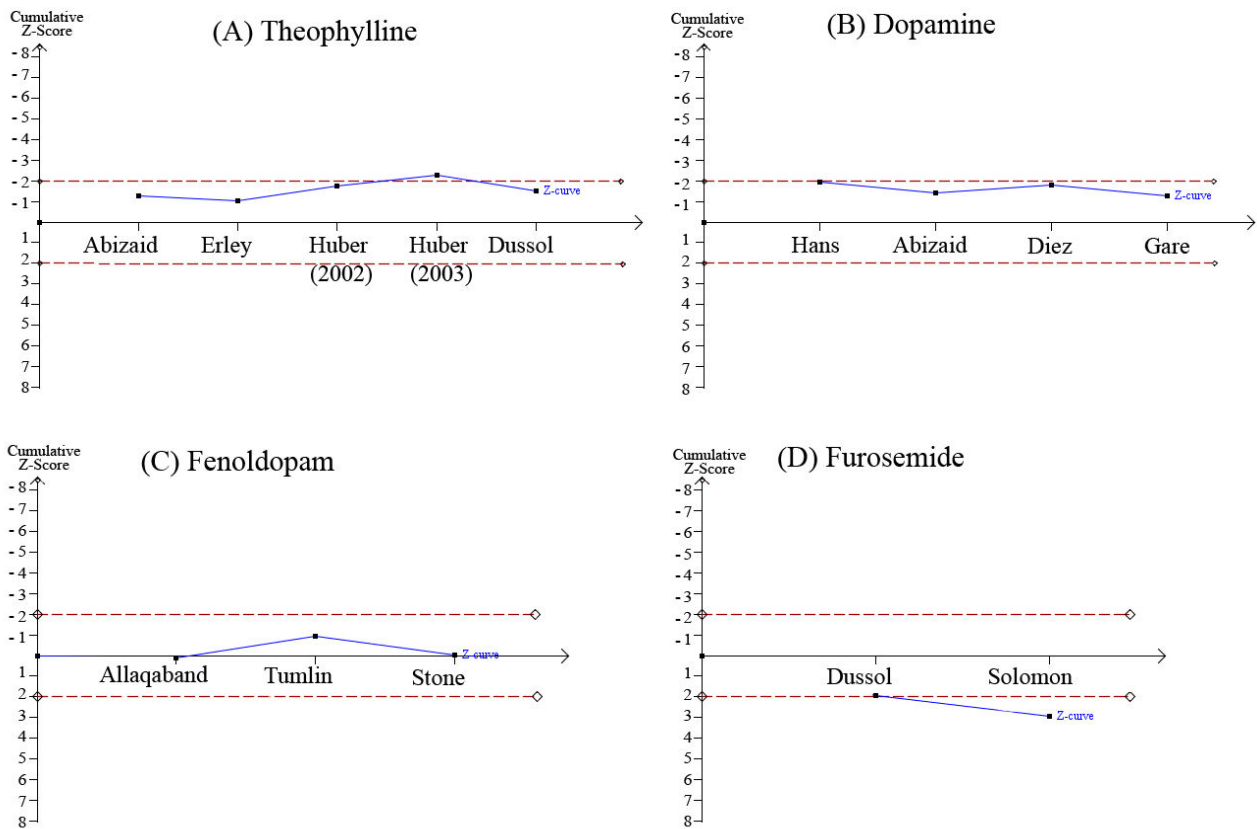 Cumulative
Z-Score
(A) Theophylline
- 8
- 7
- 6
- 5
- 4
- 3
- 2
- 1
1
2
3
4
5
6
7
8
Z-curve
Abizaid
Erley
Huber
(2002)
Huber
(2003)
Dussol
Cumulative
Z-Score
(B) Dopamine
- 8
- 7
- 6
- 5
- 4
- 3
- 2
- 1
1
2
3
4
5
6
7
8
Z-curve
Hans
Abizaid
Diez
Gare
Cumulative
Z-Score
(C) Fenoldopam
- 8
- 7
- 6
- 5
- 4
- 3
- 2
- 1
1
2
3
4
5
6
7
8
Z-curve
Allaqaband
Tumlin
Stone
Cumulative
Z-Score
(D) Furosemide
- 8
- 7
- 6
- 5
- 4
- 3
- 2
- 1
1
2
3
4
5
6
7
8
Dussol
Solomon
Z-curve